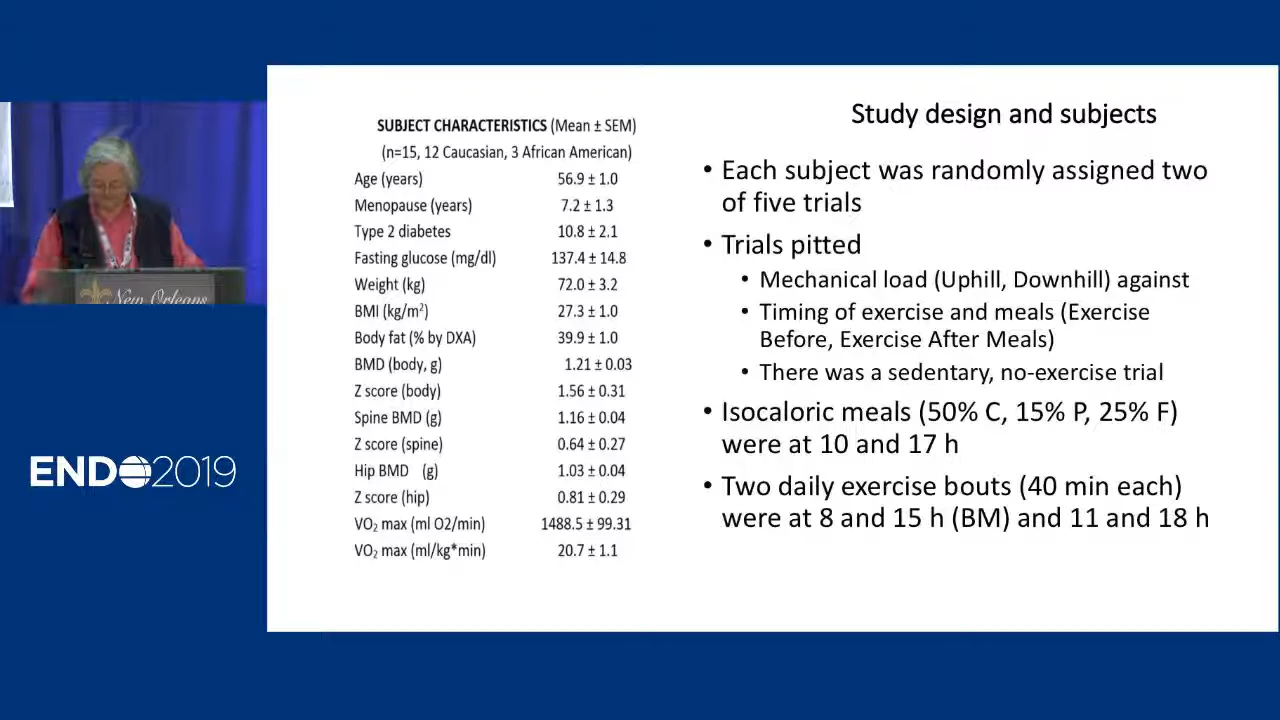 SUBJECT CHARACTERISTICS (Mean ± SEM)
(n=15, 12 Caucasian, 3 African American)
Age (years) 56.9 ± 1.0
Menopause (years) 7.2 ± 1.3
Type 2 diabetes 10.8 ± 2.1
Fasting glucose (mg/dl) 137.4 ± 14.8
Weight (kg) 72.0 ± 3.2
BMI (kg/m²) 27.3 ± 1.0
Body fat (% by DXA) 39.9 ± 1.0
BMD (body, g) 1.21 ± 0.03
Z score (body) 1.56 ± 0.31
Spine BMD (g) 1.16 ± 0.04
Z score (spine) 0.64 ± 0.27
Hip BMD (g) 1.03 ± 0.04
Z score (hip) 0.81 ± 0.29
VO₂ max (ml O2/min) 1488.5 ± 99.31
VO₂ max (ml/kg*min) 20.7 ± 1.1
Study design and subjects
• Each subject was randomly assigned two
of five trials
• Trials pitted
• Mechanical load (Uphill, Downhill) against
• Timing of exercise and meals (Exercise
Before, Exercise After Meals)
• There was a sedentary, no-exercise trial
• Isocaloric meals (50% C, 15% P, 25% F)
were at 10 and 17 h
• Two daily exercise bouts (40 min each)
were at 8 and 15 h (BM) and 11 and 18 h
New Orleans
ENDO2019